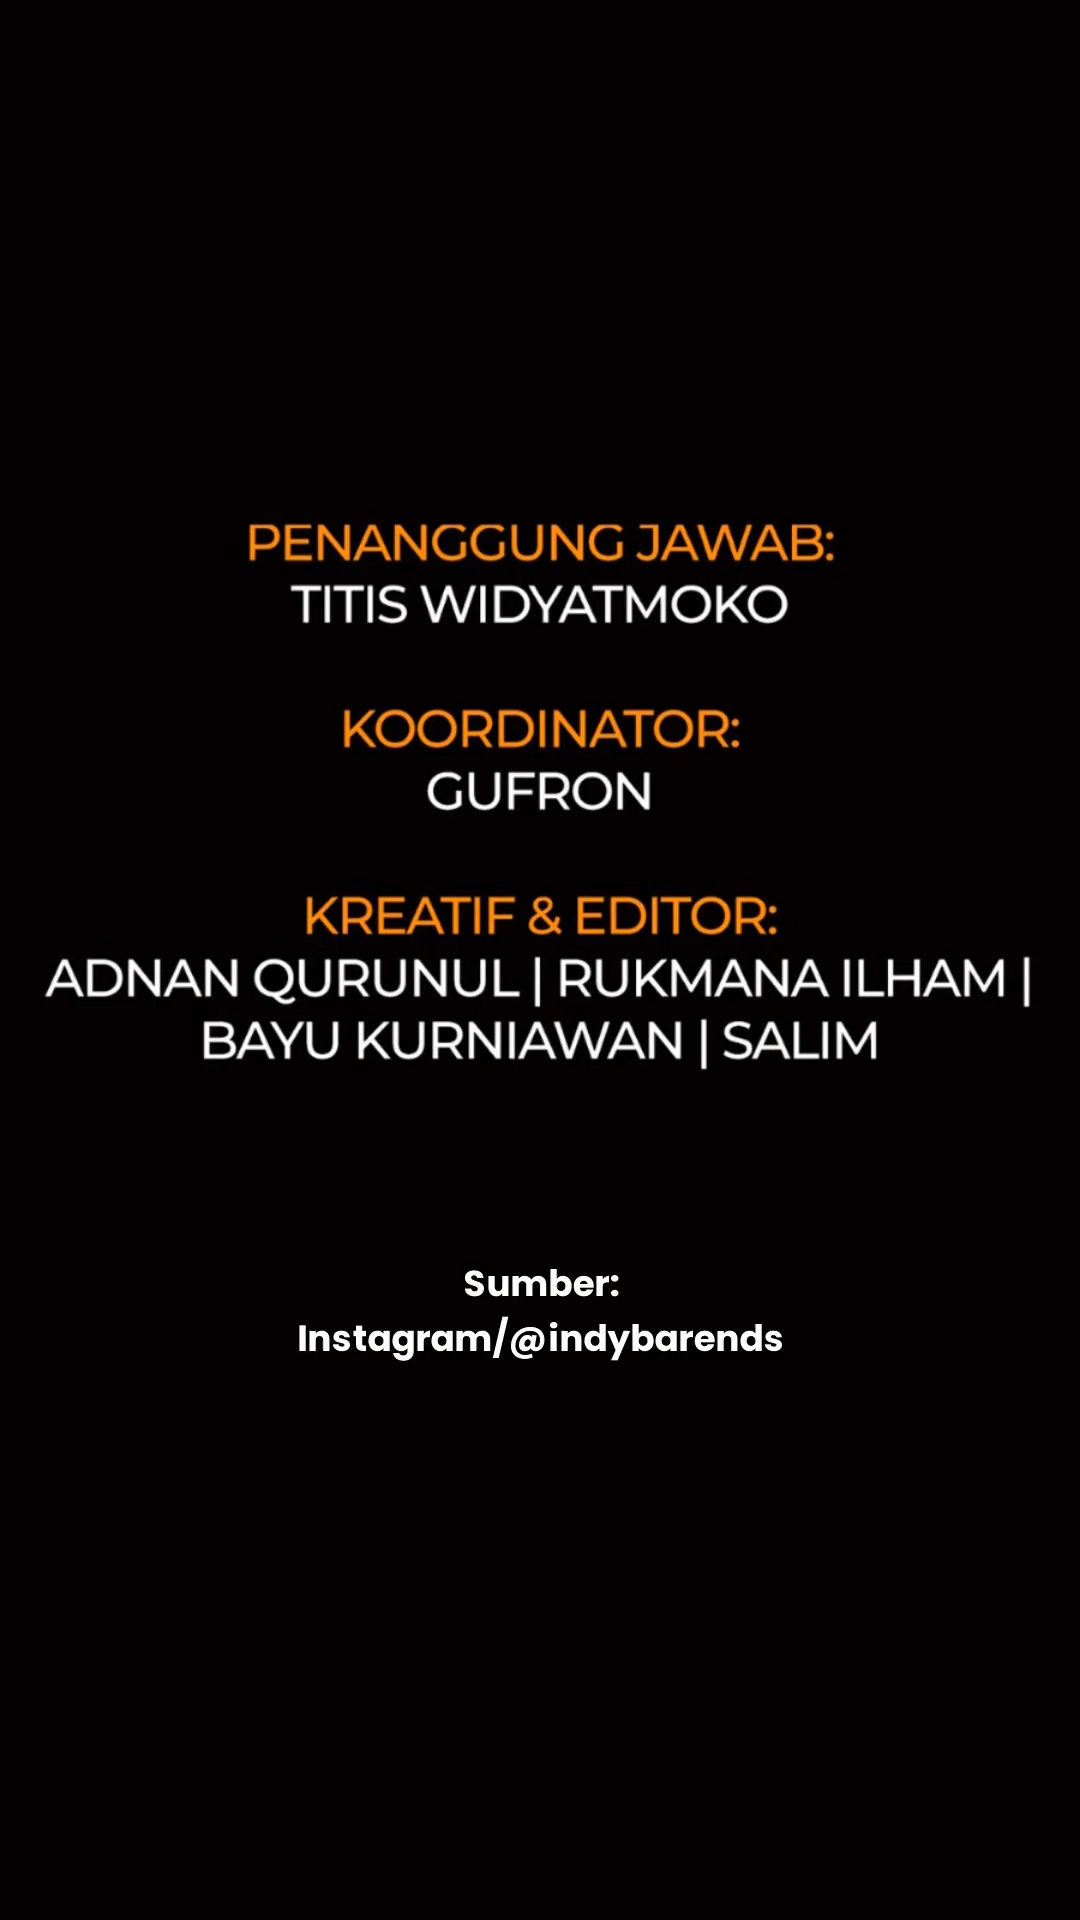 PENANGGUNG JAWAB:
TITIS WIDYATMOKO
KOORDINATOR:
GUFRON
KREATIF & EDITOR:
ADNAN QURUNUL | RUKMANA ILHAM |
BAYU KURNIAWAN | SALIM
Sumber:
Instagram/@indybarends